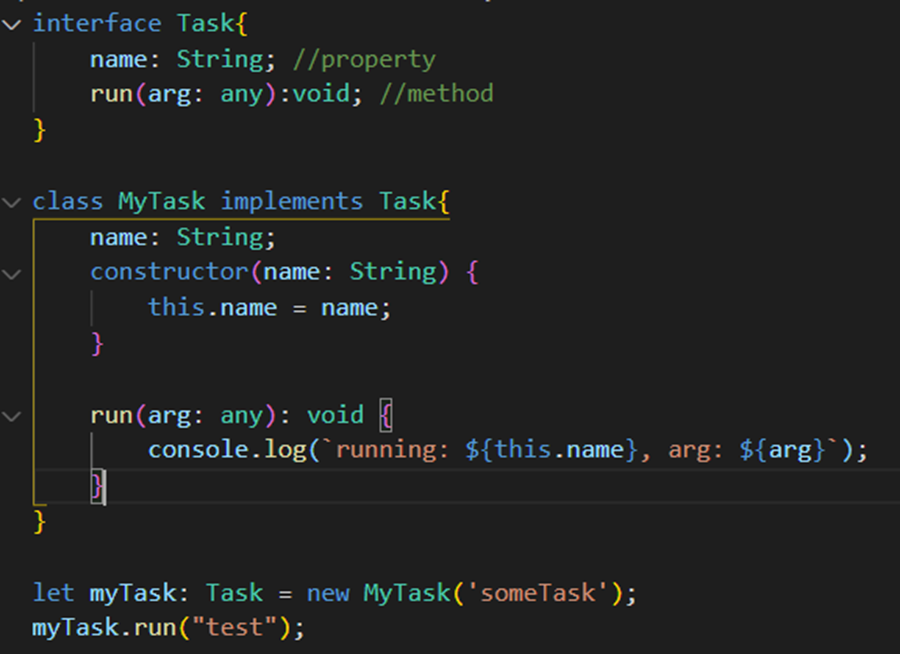 interface Task{
    name: String; //property
    run(arg: any):void; //method
}
class MyTask implements Task{
    name: String;
    constructor(name: String) {
        this.name = name;
    }
    run(arg: any): void {
        console.log(`running: ${this.name}, arg: ${arg}`);
    }
}
let myTask: Task = new MyTask('someTask');
myTask.run("test");